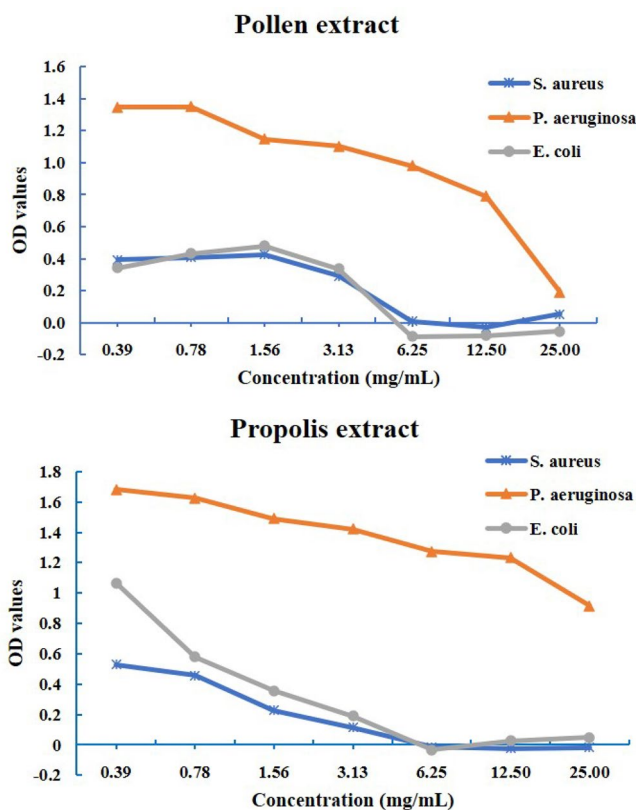 Pollen extract
1.6
1.4
1.2
1.0
0.8
0.6
0.4
0.2
0.0
-0.2
OD values
S. aureus
P. aeruginosa
E. coli
0.39 0.78 1.56 3.13 6.25 12.50 25.00
Concentration (mg/mL)
Propolis extract
1.8
1.6
1.4
1.2
1
0.8
0.6
0.4
0.2
0
-0.2
OD values
S. aureus
P. aeruginosa
E. coli
0.39 0.78 1.56 3.13 6.25 12.50 25.00
Concentration (mg/mL)